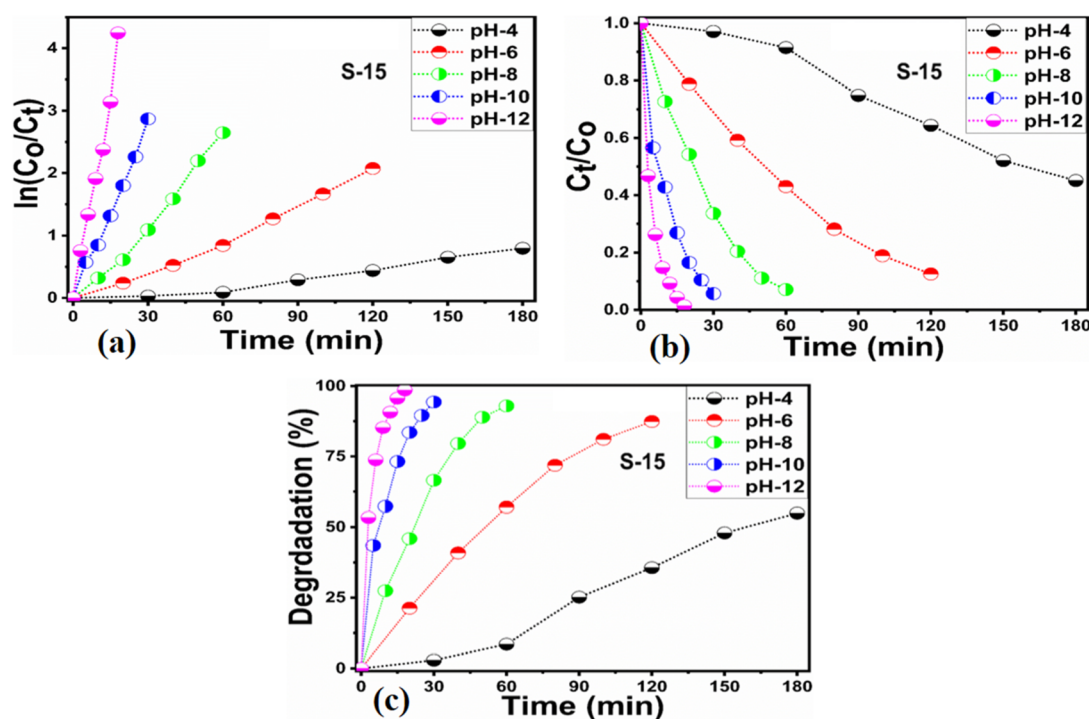 ln(C₀/Cₜ)
4
3
2
1
0
S-15
pH-4
pH-6
pH-8
pH-10
pH-12
0 30 60 90 120 150 180
(a) Time (min)
Cₜ/C₀
1.0
0.8
0.6
0.4
0.2
0.0
S-15
pH-4
pH-6
pH-8
pH-10
pH-12
0 30 60 90 120 150 180
(b) Time (min)
Degrdadation (%)
100
75
50
25
0
S-15
pH-4
pH-6
pH-8
pH-10
pH-12
0 30 60 90 120 150 180
(c) Time (min)